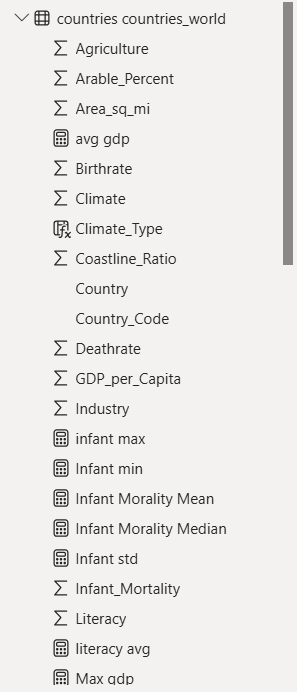 countries countries_world
Agriculture
Arable_Percent
Area_sq_mi
avg gdp
Birthrate
Climate
Climate_Type
Coastline_Ratio
Country
Country_Code
Deathrate
GDP_per_Capita
Industry
infant max
Infant min
Infant Morality Mean
Infant Morality Median
Infant std
Infant_Mortality
Literacy
literacy avg
Max gdp